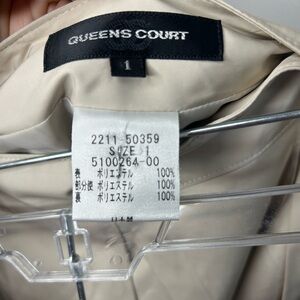 QUEENS COURT
1
2211-50359
SIZE 1
5100264-00
表 ポリエステル 100%
部分使 ポリエステル 100%
裏 ポリエステル 100%